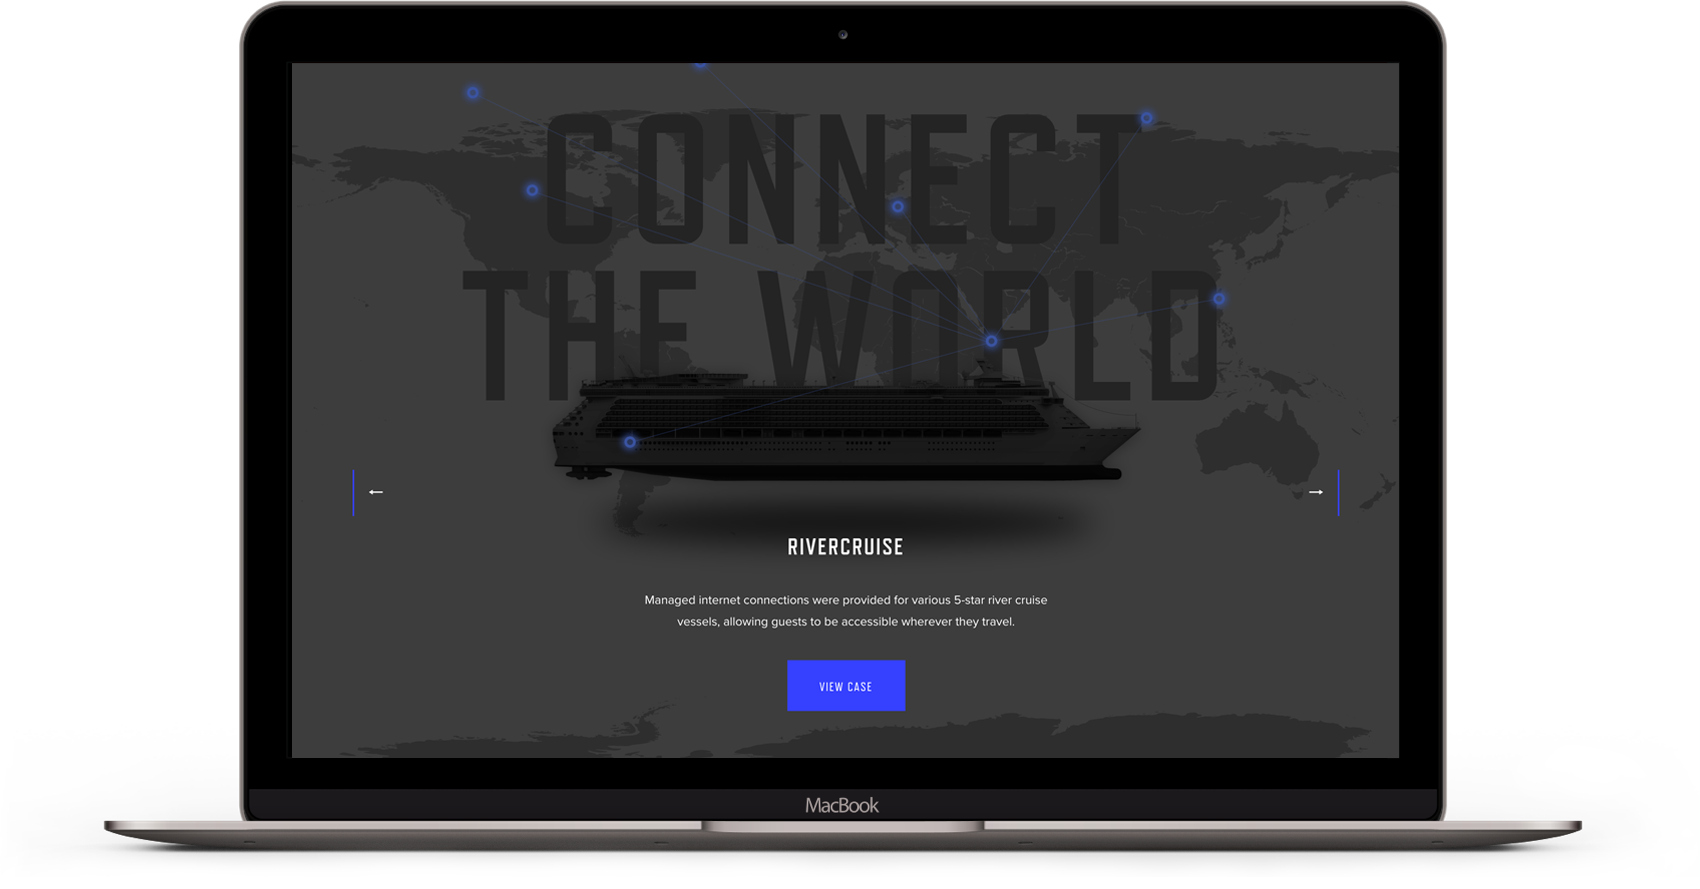 CONNECT
THE WORLD
←
→
RIVERCRUISE
Managed internet connections were provided for various 5-star river cruise
vessels, allowing guests to be accessible wherever they travel.
VIEW CASE
MacBook